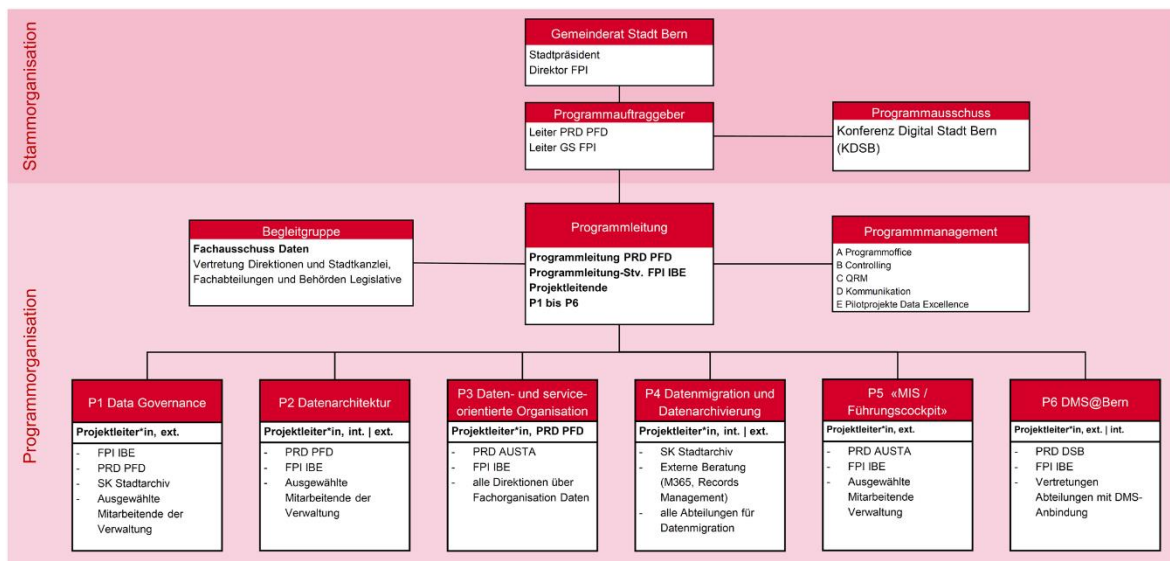 Stammorganisation
Gemeinderat Stadt Bern
Stadtpräsident
Direktor FPI
Programmauftraggeber
Leiter PRD PFD
Leiter GS FPI
Programmausschuss
Konferenz Digital Stadt Bern
(KDSB)
Programmorganisation
Begleitgruppe
Fachausschuss Daten
Vertretung Direktionen und Stadtkanzlei,
Fachabteilungen und Behörden Legislative
Programmleitung
Programmleitung PRD PFD
Programmleitung-Stv. FPI IBE
Projektleitende
P1 bis P6
Programmmanagement
A Programmoffice
B Controlling
C QRM
D Kommunikation
E Pilotprojekte Data Excellence
P1 Data Governance
Projektleiter*in, ext.
- FPI IBE
- PRD PFD
- SK Stadtarchiv
- Ausgewählte
Mitarbeitende der
Verwaltung
P2 Datenarchitektur
Projektleiter*in, int. | ext.
- PRD PFD
- FPI IBE
- Ausgewählte
Mitarbeitende der
Verwaltung
P3 Daten- und service-
orientierte Organisation
Projektleiter*in, PRD PFD
- PRD AUSTA
- FPI IBE
- alle Direktionen über
Fachorganisation Daten
P4 Datenmigration und
Datenarchivierung
Projektleiter*in, int. | ext.
- SK Stadtarchiv
- Externe Beratung
(M365, Records
Management)
- alle Abteilungen für
Datenmigration
P5 «MIS /
Führungscockpit»
Projektleiter*in, ext.
- PRD AUSTA
- FPI IBE
- Ausgewählte
Mitarbeitende
Verwaltung
P6 DMS@Bern
Projektleiter*in, ext. | int.
- PRD DSB
- FPI IBE
- Vertretungen
Abteilungen mit DMS-
Anbindung